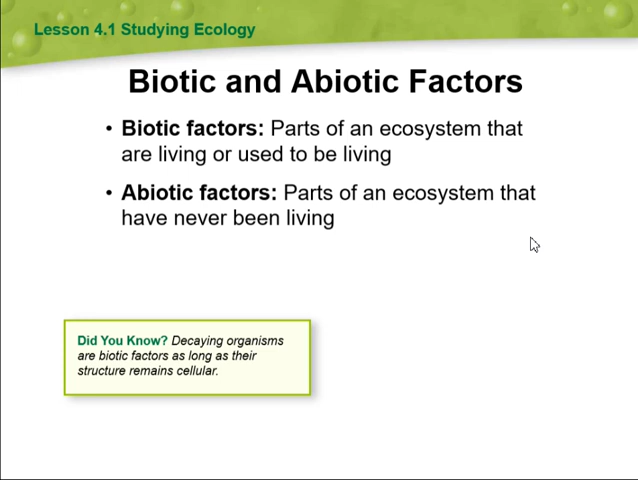 Lesson 4.1 Studying Ecology
Biotic and Abiotic Factors
• Biotic factors: Parts of an ecosystem that
are living or used to be living
• Abiotic factors: Parts of an ecosystem that
have never been living
Did You Know? Decaying organisms
are biotic factors as long as their
structure remains cellular.